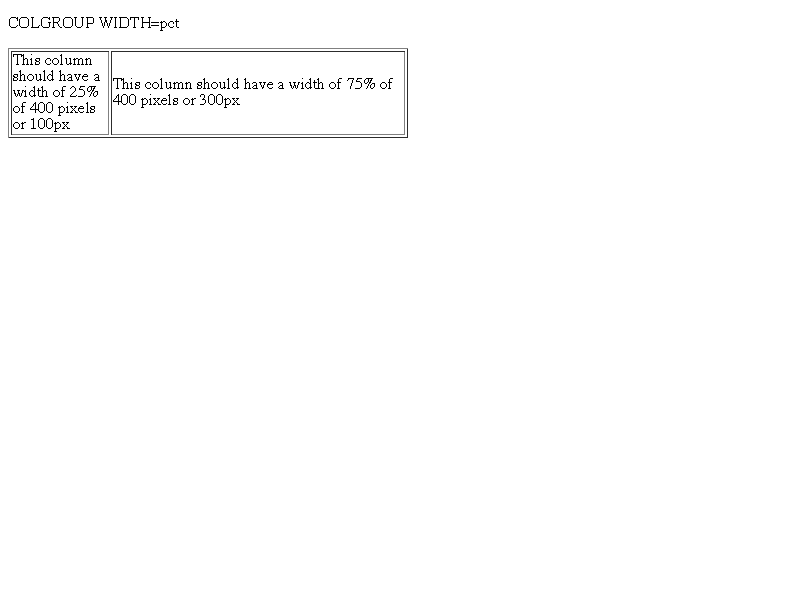 COLGROUP WIDTH=pct
This column
should have a
width of 25%
of 400 pixels
or 100px
This column should have a width of 75% of
400 pixels or 300px